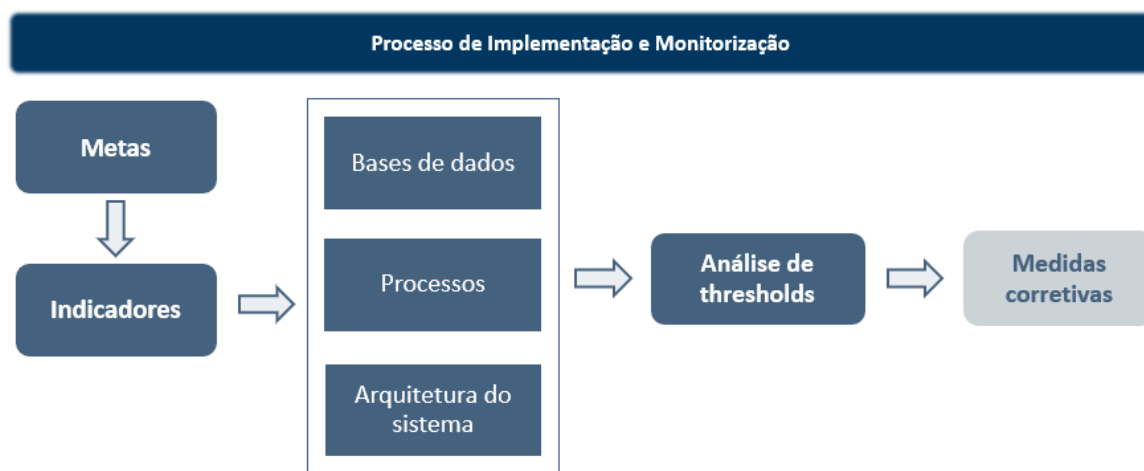 Processo de Implementação e Monitorização
Metas
Indicadores
Bases de dados
Processos
Arquitetura do
sistema
Análise de
thresholds
Medidas
corretivas